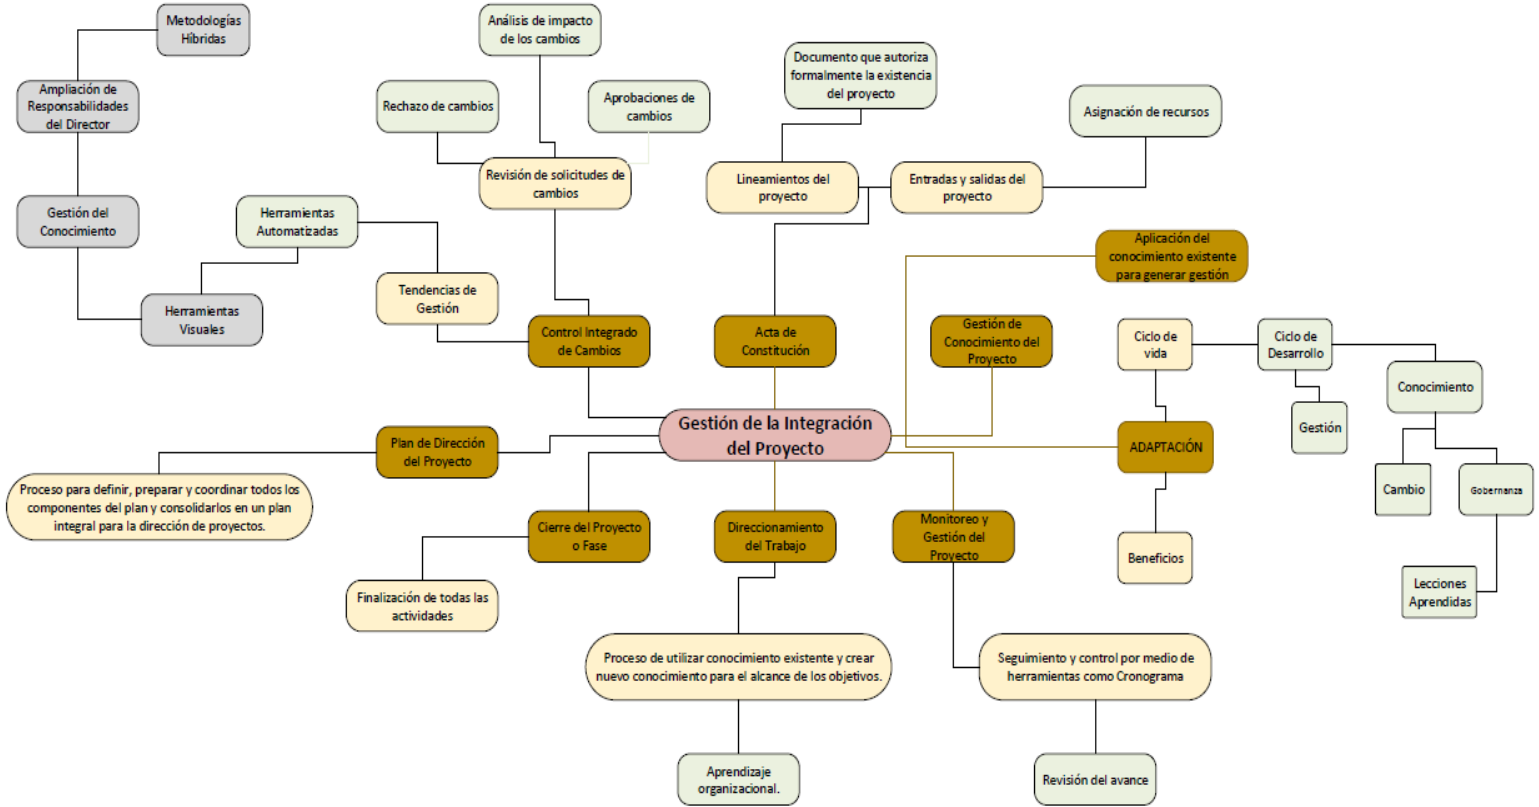 Metodologías
Híbridas
Análisis de impacto
de los cambios
Documento que autoriza
formalmente la existencia
del proyecto
Ampliación de
Responsabilidades
del Director
Rechazo de cambios
Aprobaciones de
cambios
Asignación de recursos
Revisión de solicitudes de
cambios
Lineamientos del
proyecto
Entradas y salidas del
proyecto
Gestión del
Conocimiento
Herramientas
Automatizadas
Aplicación del
conocimiento existente
para generar gestión
Tendencias de
Gestión
Herramientas
Visuales
Control Integrado
de Cambios
Acta de
Constitución
Gestión de
Conocimiento del
Proyecto
Ciclo de
vida
Ciclo de
Desarrollo
Conocimiento
Gestión de la Integración
del Proyecto
Gestión
Plan de Dirección
del Proyecto
ADAPTACIÓN
Cambio
Gobernanza
Proceso para definir, preparar y coordinar todos los
componentes del plan y consolidarlos en un plan
integral para la dirección de proyectos.
Cierre del Proyecto
o Fase
Direccionamiento
del Trabajo
Monitoreo y
Gestión del
Proyecto
Beneficios
Lecciones
Aprendidas
Finalización de todas las
actividades
Proceso de utilizar conocimiento existente y crear
nuevo conocimiento para el alcance de los objetivos.
Seguimiento y control por medio de
herramientas como Cronograma
Aprendizaje
organizacional.
Revisión del avance